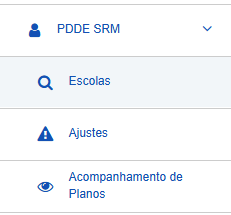 PDDE SRM
Escolas
Ajustes
Acompanhamento de
Planos